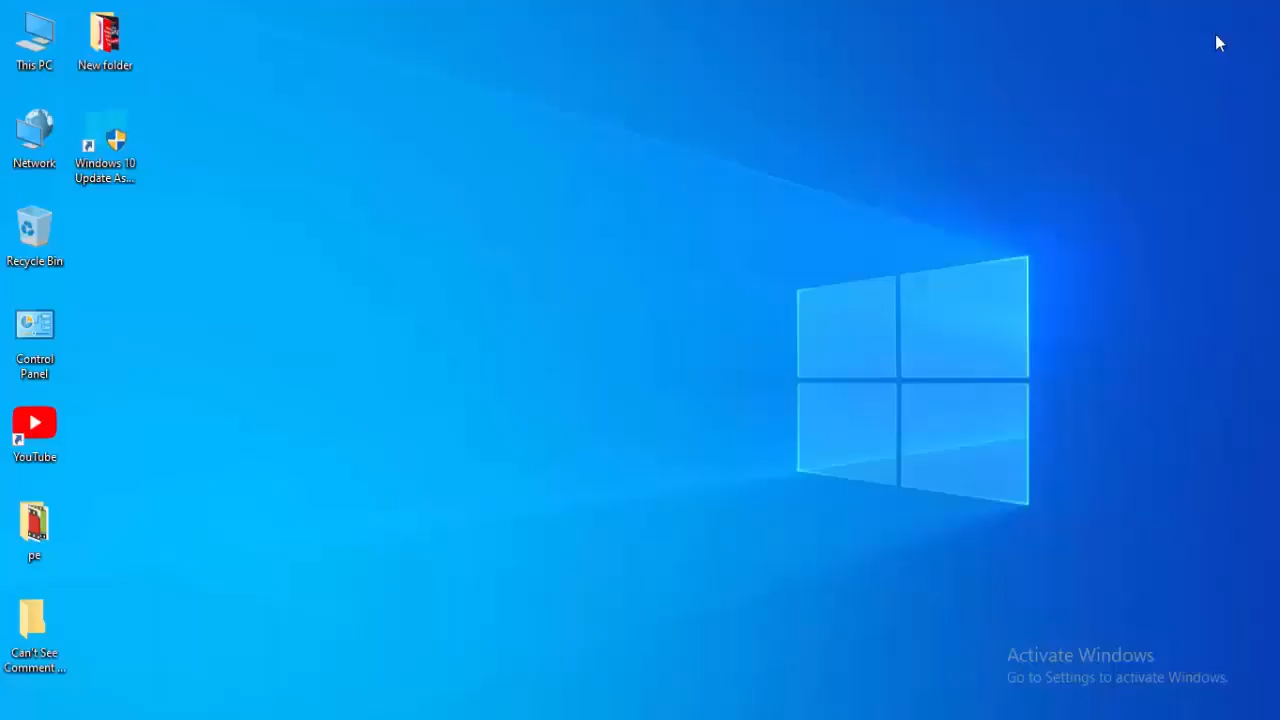 This PC
New folder
Network
Windows 10
Update As...
Recycle Bin
Control
Panel
YouTube
pe
Can't See
Comment ...
Activate Windows
Go to Settings to activate Windows.